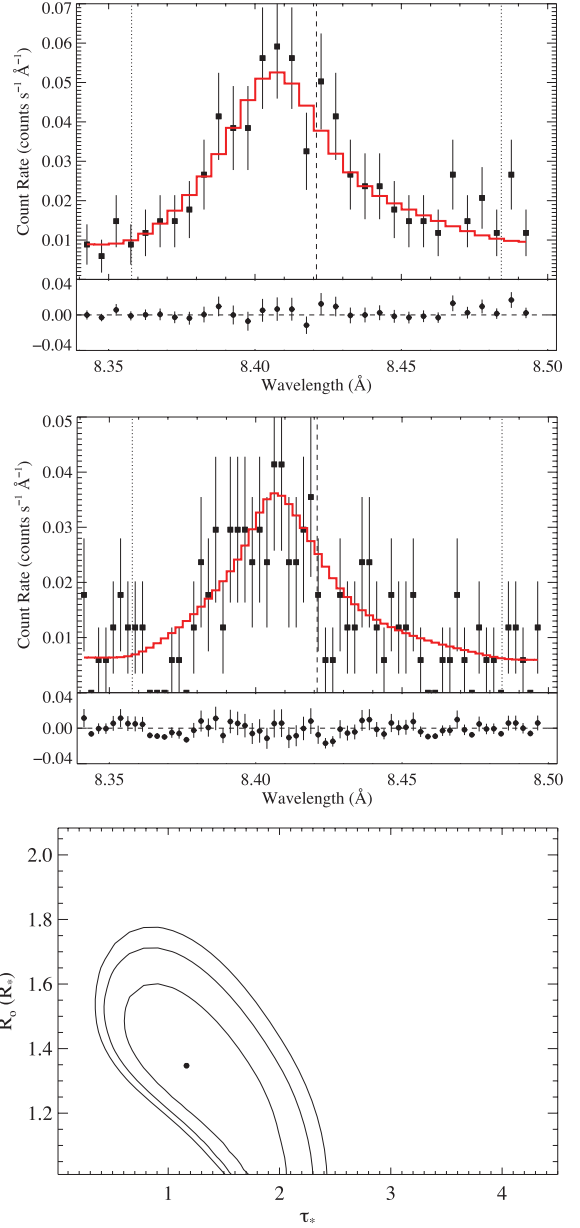 0.07
0.06
0.05
0.04
0.03
0.02
0.01
Count Rate (counts s⁻¹ Å⁻¹)
0.04
0.00
−0.04
8.35 8.40 8.45 8.50
Wavelength (Å)
0.05
0.04
0.03
0.02
0.01
Count Rate (counts s⁻¹ Å⁻¹)
0.04
0.00
−0.04
8.35 8.40 8.45 8.50
Wavelength (Å)
2.0
1.8
1.6
1.4
1.2
Rₒ (R*)
1 2 3 4
τ*